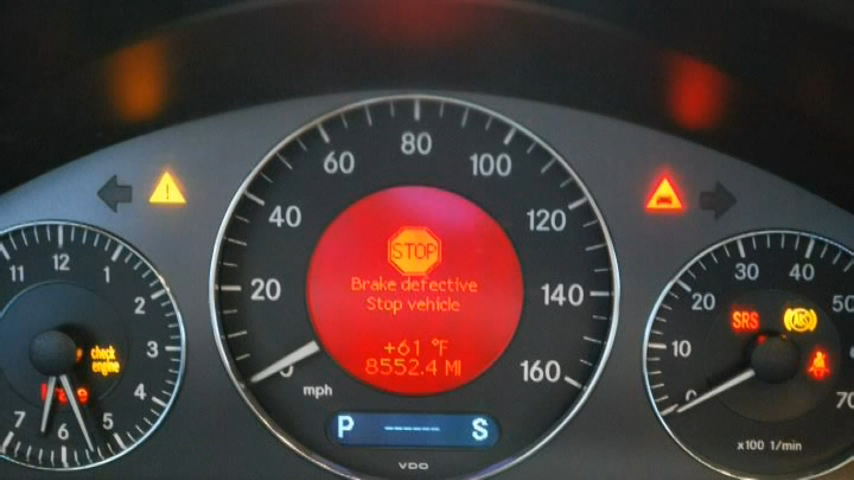 80
60 100
40 120
20 140
160
mph
STOP
Brake defective
Stop vehicle
+61 °F
8552.4 MI
P ------ S
VDO
11 12 1
2
3
4
5
6
7
check
engine
10 20 30 40 50
70
SRS ABS
x100 1/min